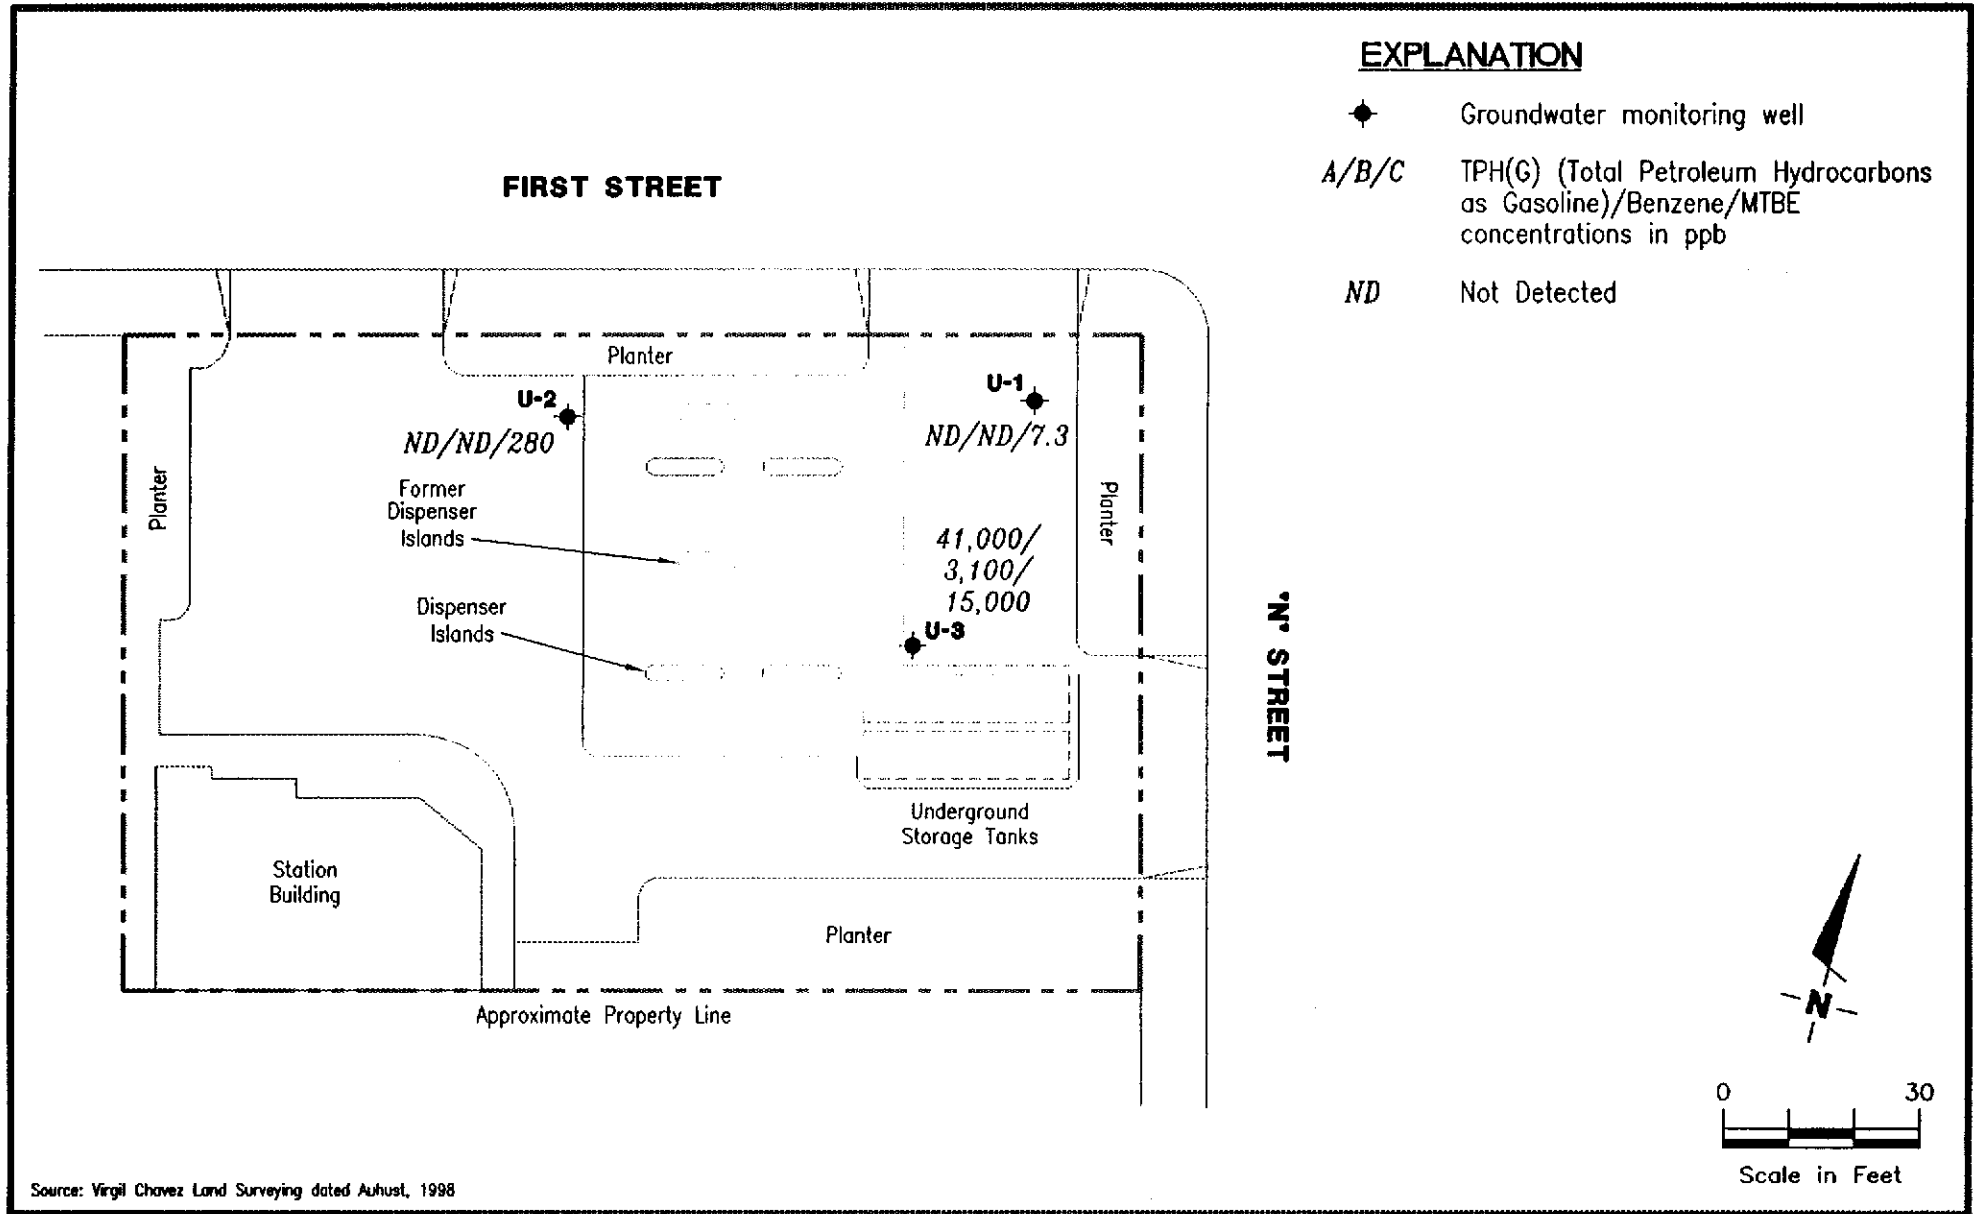 EXPLANATION
Groundwater monitoring well
A/B/C
TPH(G) (Total Petroleum Hydrocarbons
as Gasoline)/Benzene/MTBE
concentrations in ppb
ND
Not Detected
FIRST STREET
Planter
U-2
ND/ND/280
U-1
ND/ND/7.3
Planter
Planter
Former
Dispenser
Islands
41,000/
3,100/
15,000
U-3
Dispenser
Islands
'N' STREET
Underground
Storage Tanks
Station
Building
Planter
Approximate Property Line
N
0 30
Scale in Feet
Source: Virgil Chavez Land Surveying dated Auhust, 1998